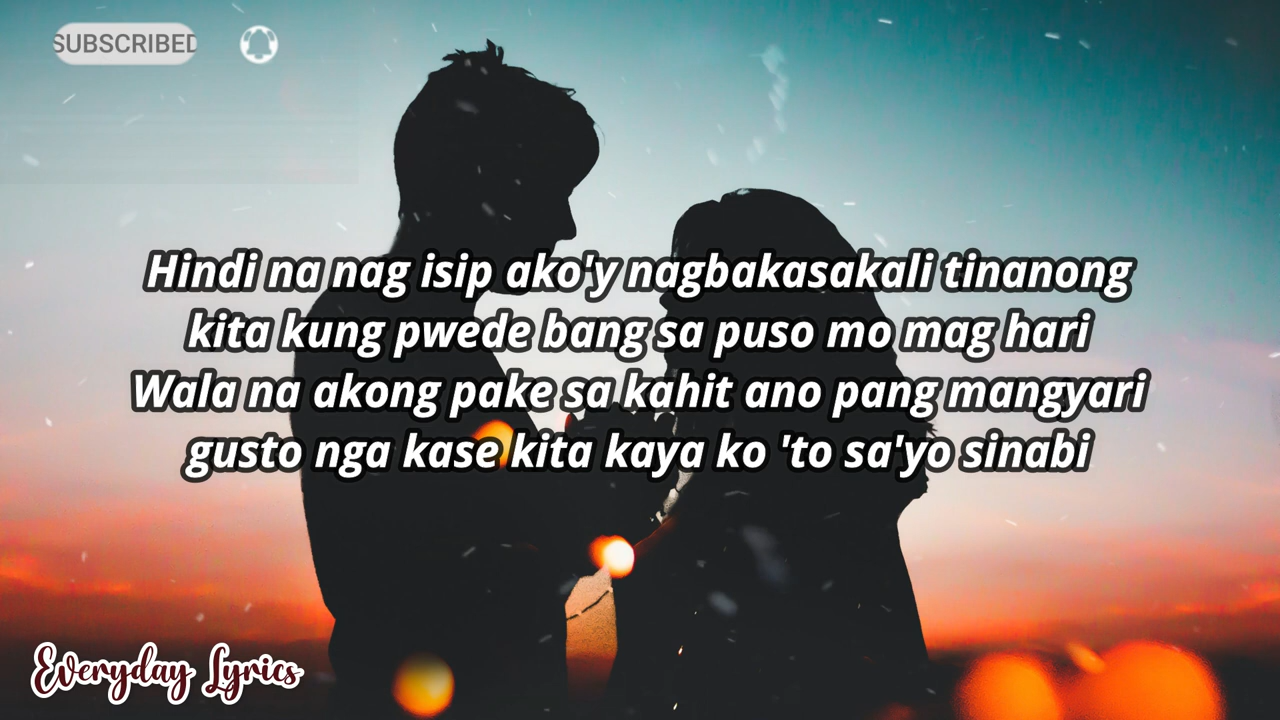 SUBSCRIBED
Hindi na nag isip ako'y nagbakasakali tinanong
kita kung pwede bang sa puso mo mag hari
Wala na akong pake sa kahit ano pang mangyari
gusto nga kase kita kaya ko 'to sa'yo sinabi
Everyday Lyrics